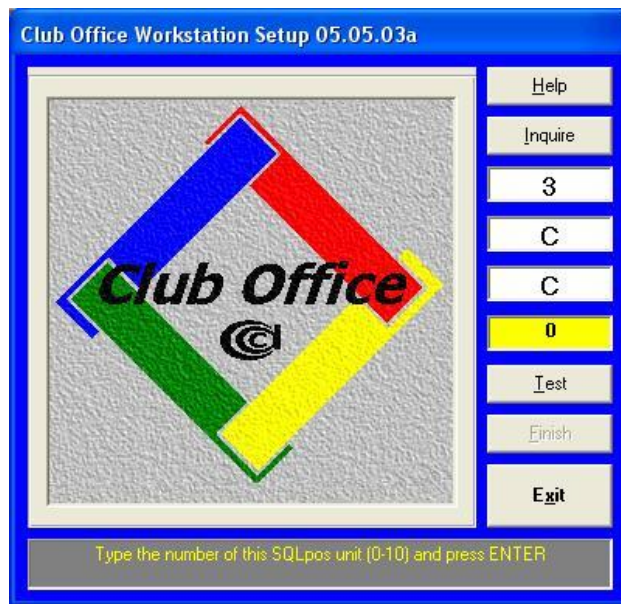 Club Office Workstation Setup 05.05.03a
Help
Inquire
3
C
C
0
Club Office
Test
Finish
Exit
Type the number of this SQLpos unit (0-10) and press ENTER